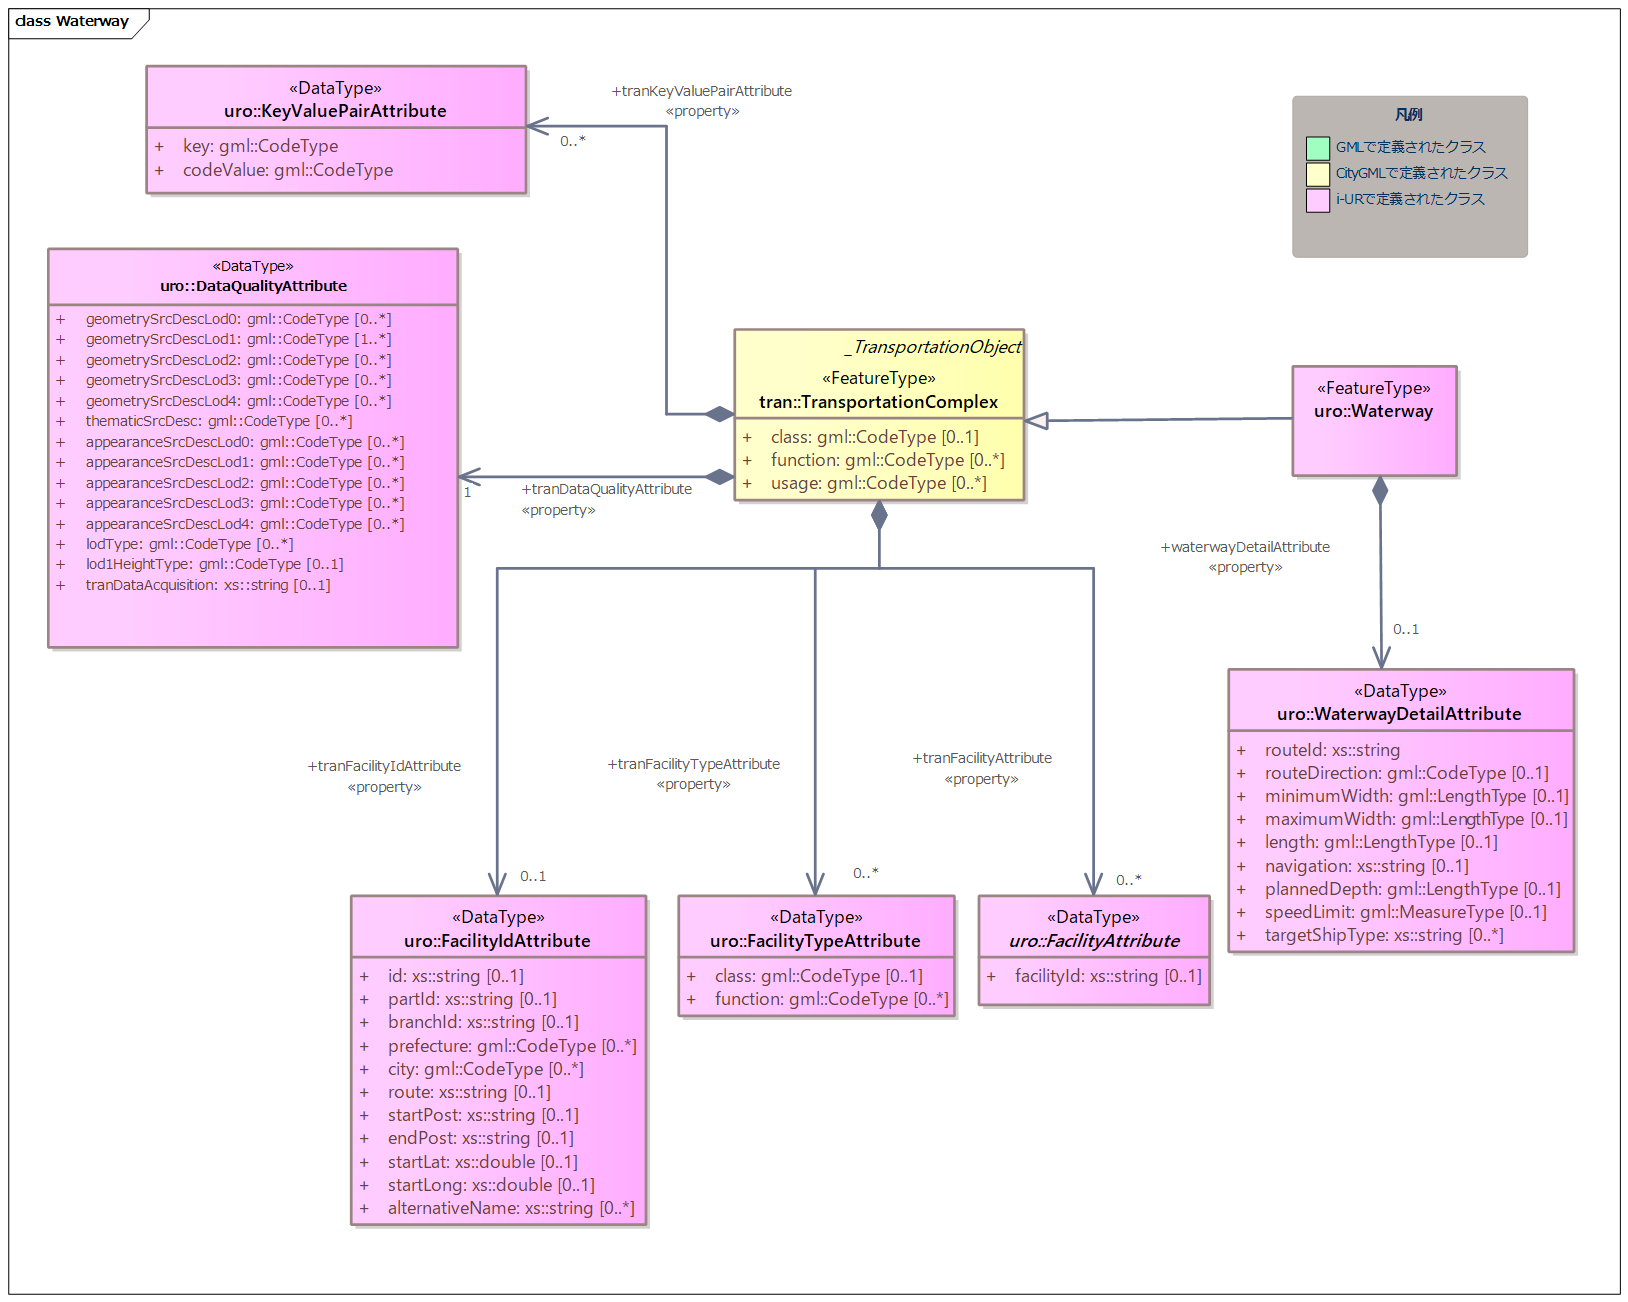 class Waterway
«DataType»
uro::KeyValuePairAttribute
+ key: gml::CodeType
+ codeValue: gml::CodeType
+tranKeyValuePairAttribute
«property»
0..*
凡例
GMLで定義されたクラス
CityGMLで定義されたクラス
i-URで定義されたクラス
«DataType»
uro::DataQualityAttribute
+ geometrySrcDescLod0: gml::CodeType [0..*]
+ geometrySrcDescLod1: gml::CodeType [1..*]
+ geometrySrcDescLod2: gml::CodeType [0..*]
+ geometrySrcDescLod3: gml::CodeType [0..*]
+ geometrySrcDescLod4: gml::CodeType [0..*]
+ thematicSrcDesc: gml::CodeType [0..*]
+ appearanceSrcDescLod0: gml::CodeType [0..*]
+ appearanceSrcDescLod1: gml::CodeType [0..*]
+ appearanceSrcDescLod2: gml::CodeType [0..*]
+ appearanceSrcDescLod3: gml::CodeType [0..*]
+ appearanceSrcDescLod4: gml::CodeType [0..*]
+ lodType: gml::CodeType [0..*]
+ lod1HeightType: gml::CodeType [0..1]
+ tranDataAcquisition: xs::string [0..1]
1
+tranDataQualityAttribute
«property»
_TransportationObject
«FeatureType»
tran::TransportationComplex
+ class: gml::CodeType [0..1]
+ function: gml::CodeType [0..*]
+ usage: gml::CodeType [0..*]
«FeatureType»
uro::Waterway
+waterwayDetailAttribute
«property»
0..1
«DataType»
uro::WaterwayDetailAttribute
+ routeId: xs::string
+ routeDirection: gml::CodeType [0..1]
+ minimumWidth: gml::LengthType [0..1]
+ maximumWidth: gml::LengthType [0..1]
+ length: gml::LengthType [0..1]
+ navigation: xs::string [0..1]
+ plannedDepth: gml::LengthType [0..1]
+ speedLimit: gml::MeasureType [0..1]
+ targetShipType: xs::string [0..*]
+tranFacilityIdAttribute
«property»
0..1
+tranFacilityTypeAttribute
«property»
0..*
+tranFacilityAttribute
«property»
0..*
«DataType»
uro::FacilityIdAttribute
+ id: xs::string [0..1]
+ partId: xs::string [0..1]
+ branchId: xs::string [0..1]
+ prefecture: gml::CodeType [0..*]
+ city: gml::CodeType [0..*]
+ route: xs::string [0..1]
+ startPost: xs::string [0..1]
+ endPost: xs::string [0..1]
+ startLat: xs::double [0..1]
+ startLong: xs::double [0..1]
+ alternativeName: xs::string [0..*]
«DataType»
uro::FacilityTypeAttribute
+ class: gml::CodeType [0..1]
+ function: gml::CodeType [0..*]
«DataType»
uro::FacilityAttribute
+ facilityId: xs::string [0..1]